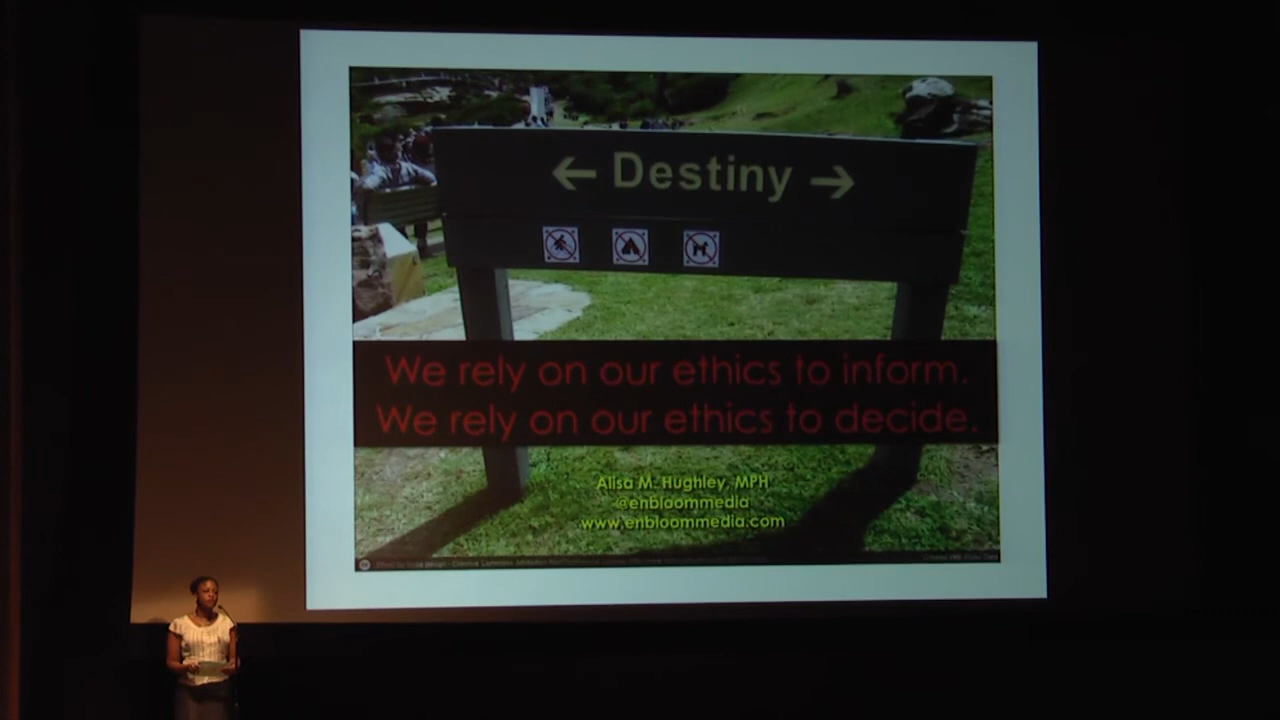 ← Destiny →
We rely on our ethics to inform.
We rely on our ethics to decide.
Alisa M. Hughley, MPH
@enbloommedia
www.enbloommedia.com